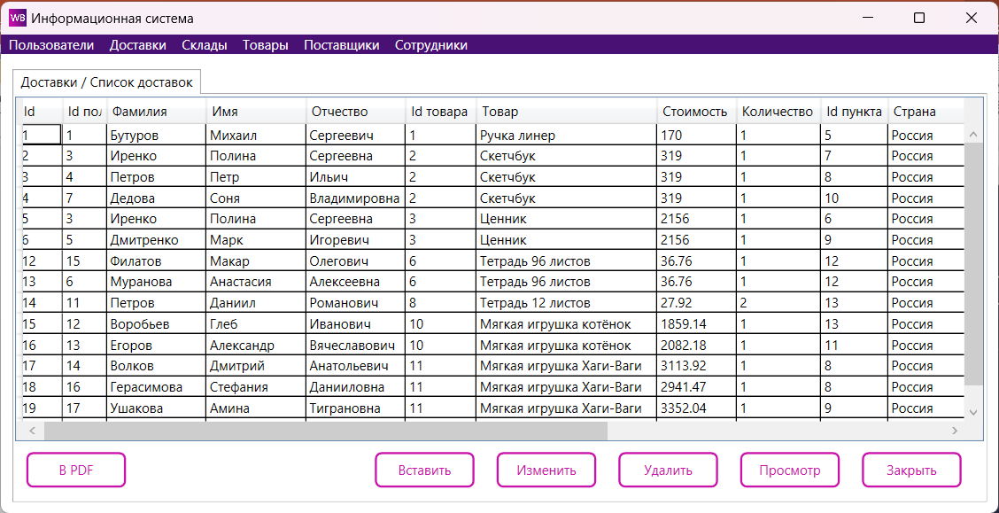 WB Информационная система
Пользователи Доставки Склады Товары Поставщики Сотрудники
Доставки / Список доставок
Id Id пол Фамилия Имя Отчество Id товара Товар Стоимость Количество Id пункта Страна
1 1 Бутуров Михаил Сергеевич 1 Ручка линер 170 1 5 Россия
2 3 Иренко Полина Сергеевна 2 Скетчбук 319 1 7 Россия
3 4 Петров Петр Ильич 2 Скетчбук 319 1 8 Россия
4 7 Дедова Соня Владимировна 2 Скетчбук 319 1 10 Россия
5 3 Иренко Полина Сергеевна 3 Ценник 2156 1 6 Россия
6 5 Дмитренко Марк Игоревич 3 Ценник 2156 1 9 Россия
12 15 Филатов Макар Олегович 6 Тетрадь 96 листов 36.76 1 12 Россия
13 6 Муранова Анастасия Алексеевна 6 Тетрадь 96 листов 36.76 1 12 Россия
14 11 Петров Даниил Романович 8 Тетрадь 12 листов 27.92 2 13 Россия
15 12 Воробьев Глеб Иванович 10 Мягкая игрушка котёнок 1859.14 1 13 Россия
16 13 Егоров Александр Вячеславович 10 Мягкая игрушка котёнок 2082.18 1 11 Россия
17 14 Волков Дмитрий Анатольевич 11 Мягкая игрушка Хаги-Ваги 3113.92 1 8 Россия
18 16 Герасимова Стефания Данииловна 11 Мягкая игрушка Хаги-Ваги 2941.47 1 8 Россия
19 17 Ушакова Амина Тиграновна 11 Мягкая игрушка Хаги-Ваги 3352.04 1 9 Россия
В PDF Вставить Изменить Удалить Просмотр Закрыть